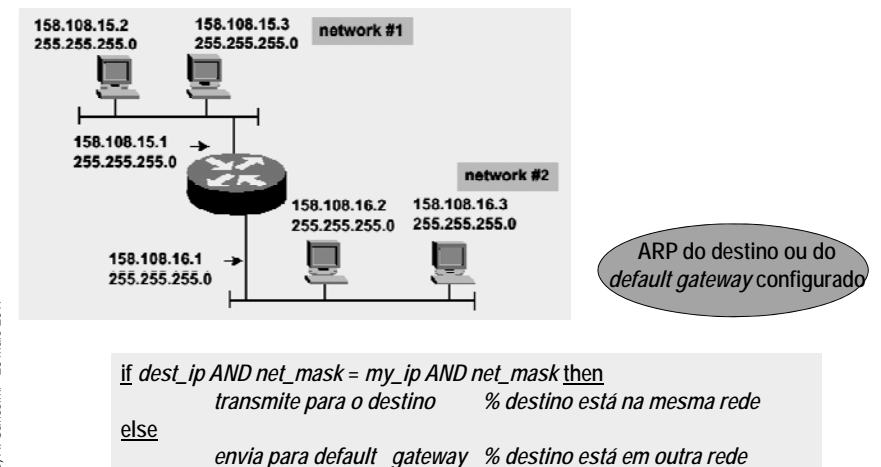 158.108.15.2
255.255.255.0
158.108.15.3
255.255.255.0
network #1
158.108.15.1
255.255.255.0
network #2
158.108.16.2
255.255.255.0
158.108.16.3
255.255.255.0
158.108.16.1
255.255.255.0
ARP do destino ou do
default gateway configurado
if dest_ip AND net_mask = my_ip AND net_mask then
transmite para o destino % destino está na mesma rede
else
envia para default_gateway % destino está em outra rede